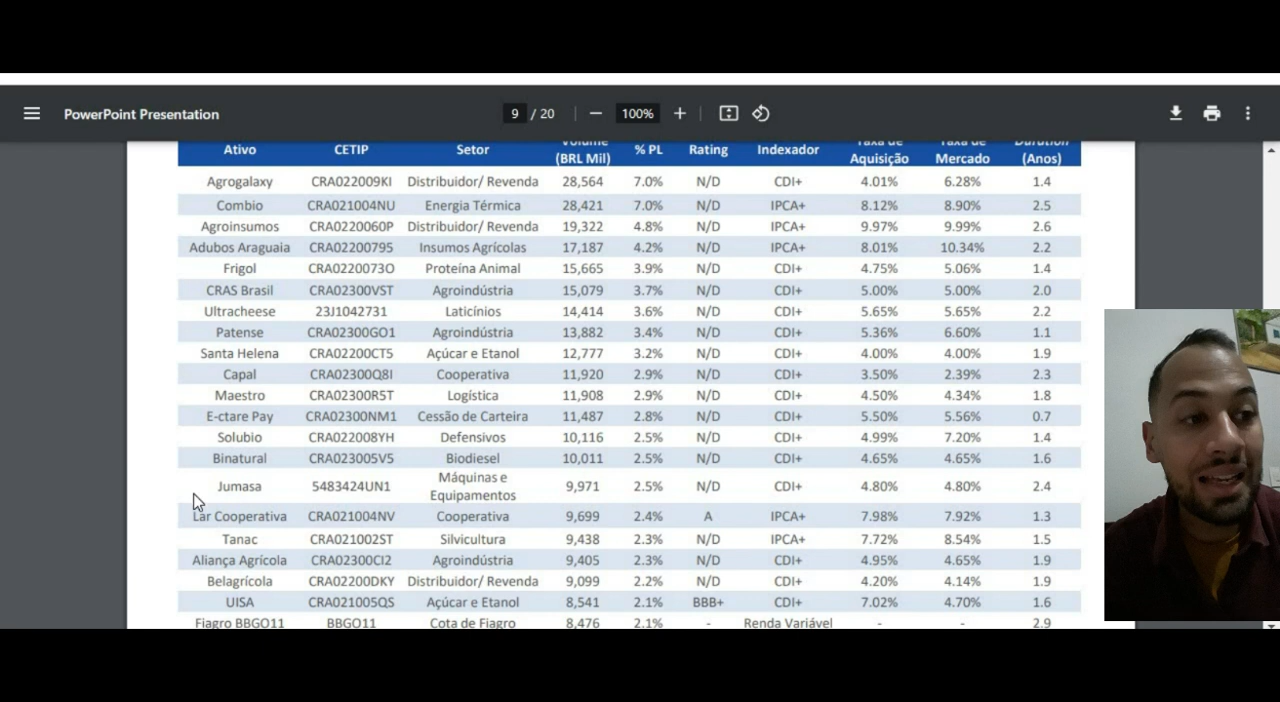 PowerPoint Presentation 9 / 20 100%
Volume Taxa de Taxa de Duration
Ativo CETIP Setor (BRL Mil) % PL Rating Indexador Aquisição Mercado (Anos)
Agrogalaxy CRA022009KI Distribuidor/ Revenda 28,564 7.0% N/D CDI+ 4.01% 6.28% 1.4
Combio CRA021004NU Energia Térmica 28,421 7.0% N/D IPCA+ 8.12% 8.90% 2.5
Agroinsumos CRA0220060P Distribuidor/ Revenda 19,322 4.8% N/D IPCA+ 9.97% 9.99% 2.6
Adubos Araguaia CRA02200795 Insumos Agrícolas 17,187 4.2% N/D IPCA+ 8.01% 10.34% 2.2
Frigol CRA0220073O Proteína Animal 15,665 3.9% N/D CDI+ 4.75% 5.06% 1.4
CRAS Brasil CRA02300VST Agroindústria 15,079 3.7% N/D CDI+ 5.00% 5.00% 2.0
Ultracheese 23J1042731 Laticínios 14,414 3.6% N/D CDI+ 5.65% 5.65% 2.2
Patense CRA02300GO1 Agroindústria 13,882 3.4% N/D CDI+ 5.36% 6.60% 1.1
Santa Helena CRA02200CT5 Açúcar e Etanol 12,777 3.2% N/D CDI+ 4.00% 4.00% 1.9
Capal CRA02300Q8I Cooperativa 11,920 2.9% N/D CDI+ 3.50% 2.39% 2.3
Maestro CRA02300R5T Logística 11,908 2.9% N/D CDI+ 4.50% 4.34% 1.8
E-ctare Pay CRA02300NM1 Cessão de Carteira 11,487 2.8% N/D CDI+ 5.50% 5.56% 0.7
Solubio CRA022008YH Defensivos 10,116 2.5% N/D CDI+ 4.99% 7.20% 1.4
Binatural CRA023005V5 Biodiesel 10,011 2.5% N/D CDI+ 4.65% 4.65% 1.6
Máquinas e
Jumasa 5483424UN1 9,971 2.5% N/D CDI+ 4.80% 4.80% 2.4
Equipamentos
Lar Cooperativa CRA021004NV Cooperativa 9,699 2.4% A IPCA+ 7.98% 7.92% 1.3
Tanac CRA021002ST Silvicultura 9,438 2.3% N/D IPCA+ 7.72% 8.54% 1.5
Aliança Agrícola CRA02300CI2 Agroindústria 9,405 2.3% N/D CDI+ 4.95% 4.65% 1.9
Belagrícola CRA02200DKY Distribuidor/ Revenda 9,099 2.2% N/D CDI+ 4.20% 4.14% 1.9
UISA CRA021005QS Açúcar e Etanol 8,541 2.1% BBB+ CDI+ 7.02% 4.70% 1.6
Fiagro BBGO11 BBGO11 Cota de Fiagro 8,476 2.1% - Renda Variável - - 2.9